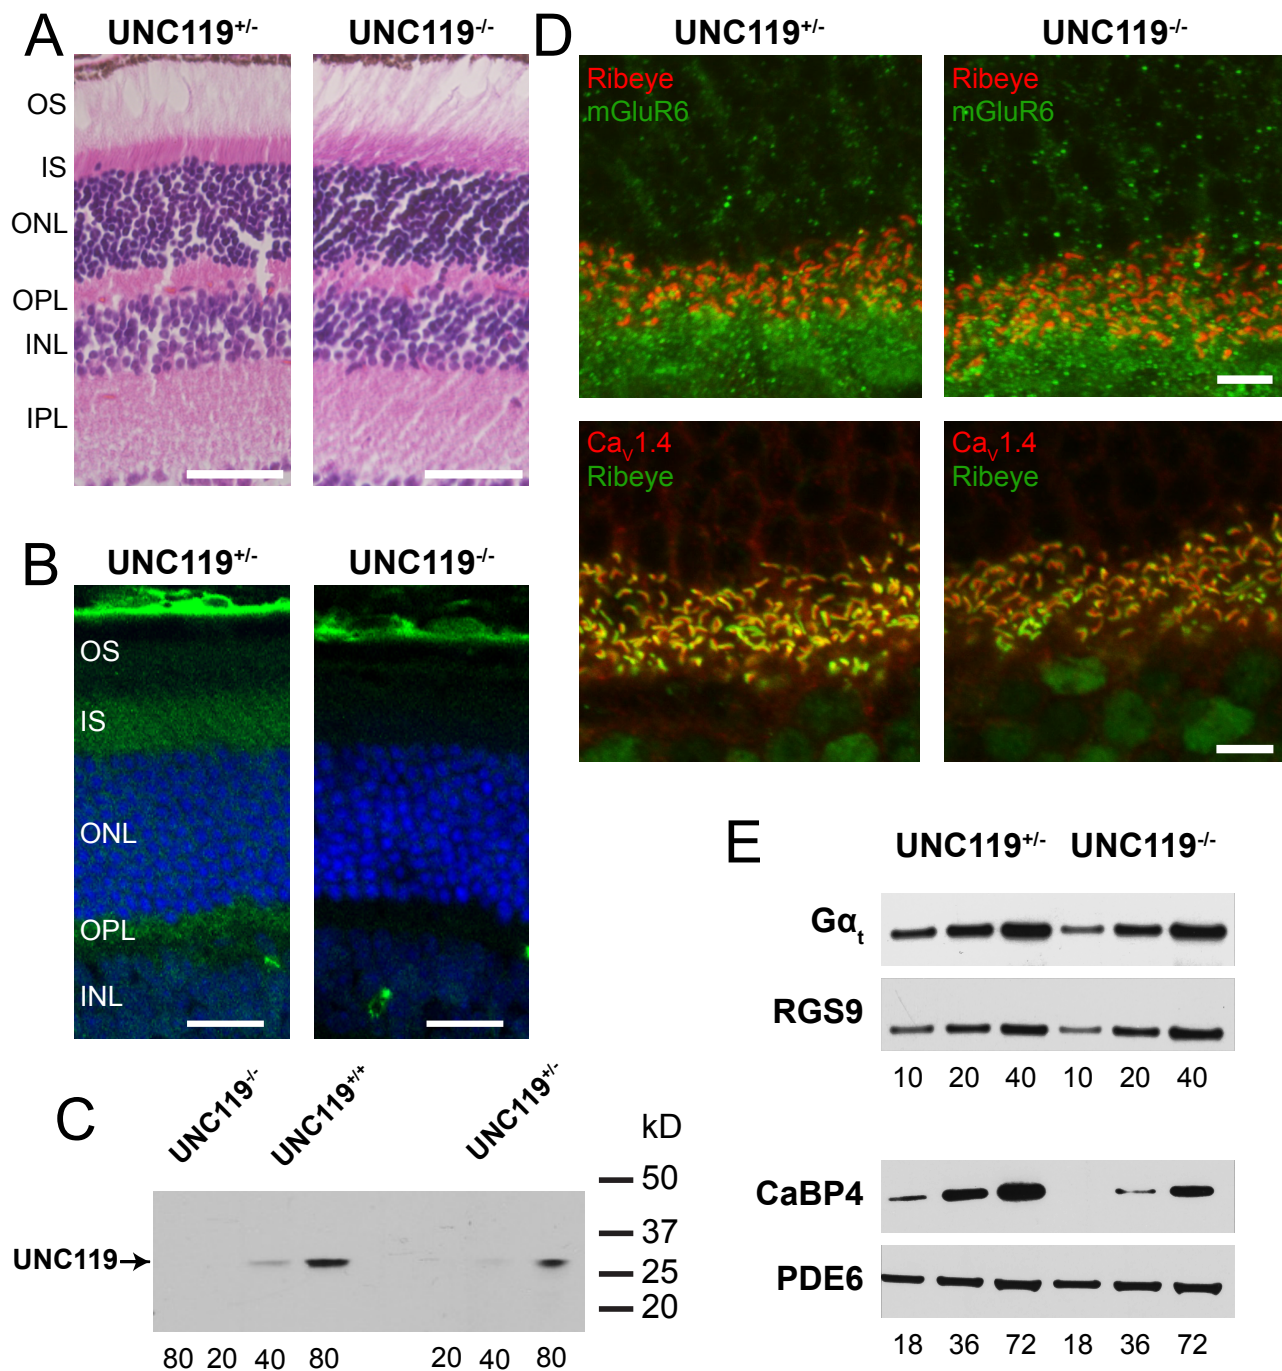 A
UNC119+/-
UNC119-/-
OS
IS
ONL
OPL
INL
IPL
B
UNC119+/-
UNC119-/-
OS
IS
ONL
OPL
INL
C
UNC119-/-
UNC119+/+
UNC119+/-
kD
50
37
25
20
UNC119
80 20 40 80 20 40 80
D
UNC119+/-
UNC119-/-
Ribeye
mGluR6
Ribeye
mGluR6
CaV1.4
Ribeye
CaV1.4
Ribeye
E
UNC119+/- UNC119-/-
Gαt
RGS9
10 20 40 10 20 40
CaBP4
PDE6
18 36 72 18 36 72